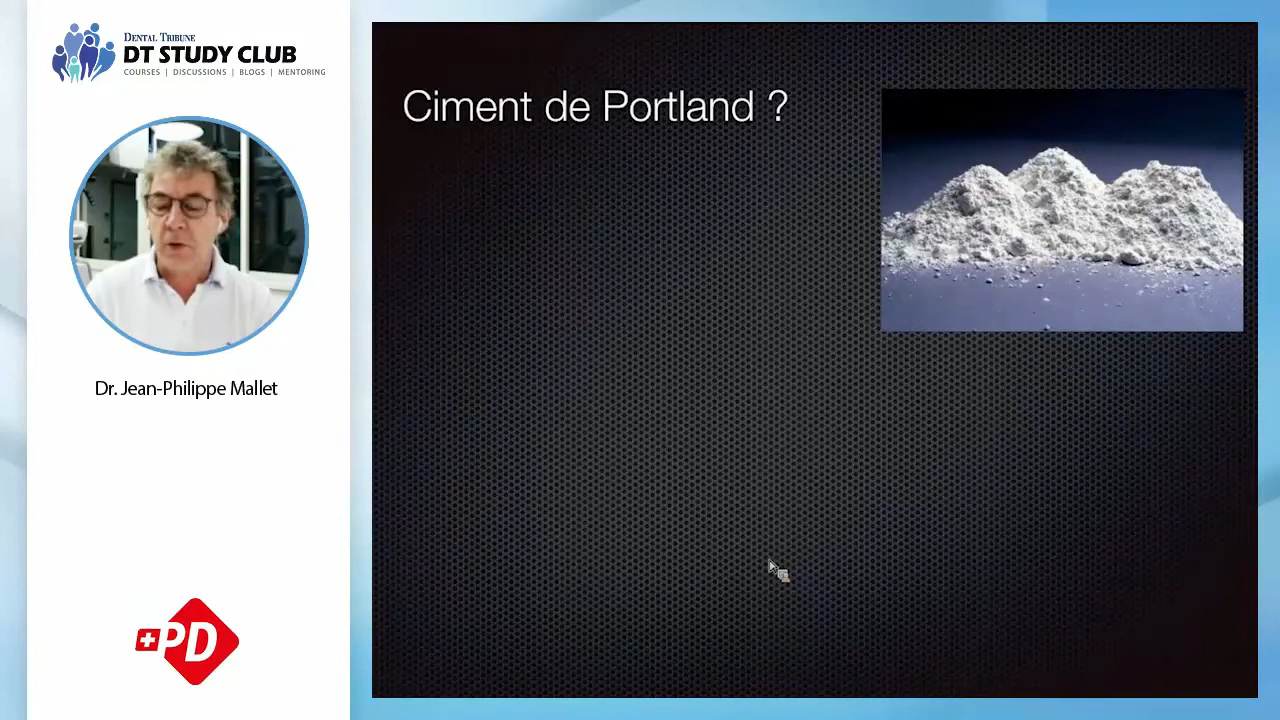 DENTAL TRIBUNE
DT STUDY CLUB
COURSES | DISCUSSIONS | BLOGS | MENTORING
Dr. Jean-Philippe Mallet
PD
Ciment de Portland ?